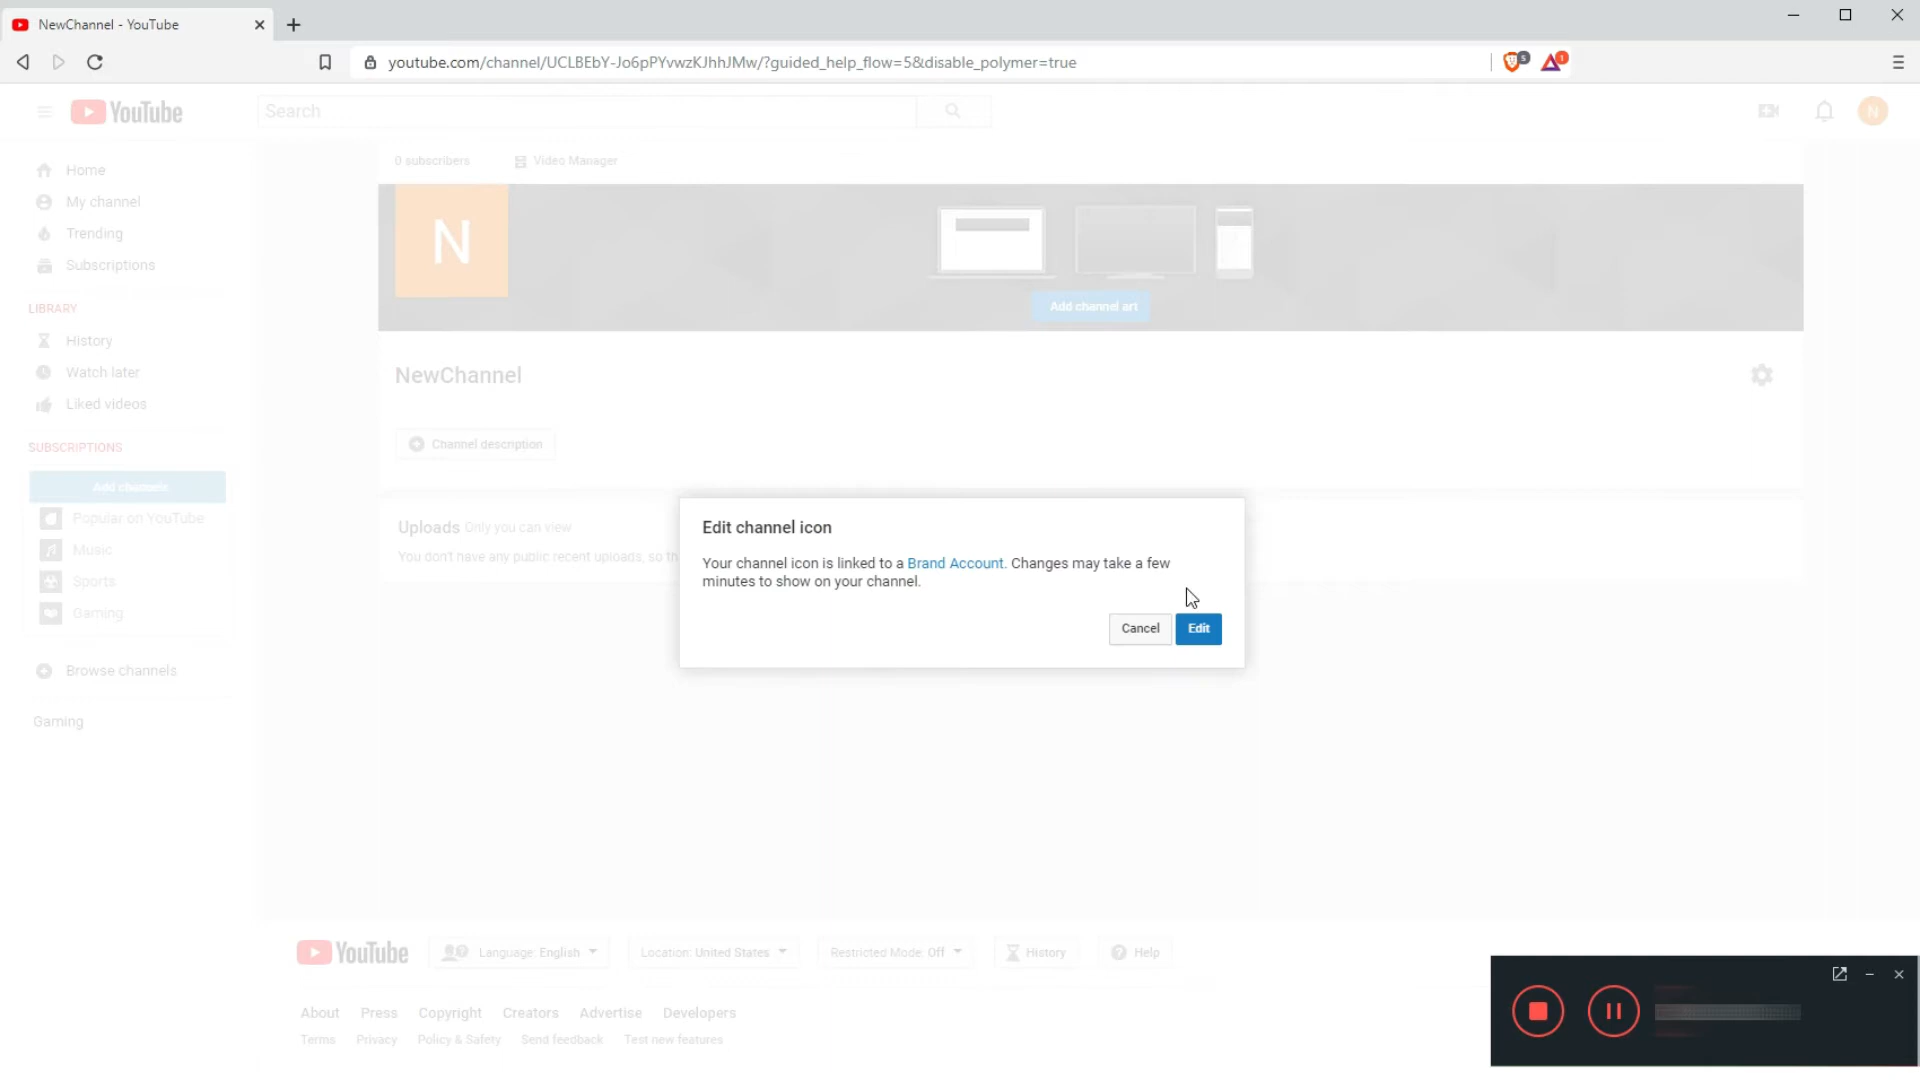 NewChannel - YouTube
youtube.com/channel/UCLBEbY-Jo6pPYvwzKJhhJMw/?guided_help_flow=5&disable_polymer=true
5
1
YouTube
Search
N
0 subscribers
Video Manager
Home
My channel
Trending
Subscriptions
LIBRARY
History
Watch later
Liked videos
SUBSCRIPTIONS
Add channels
Popular on YouTube
Music
Sports
Gaming
Browse channels
Gaming
N
Add channel art
NewChannel
Channel description
Uploads Only you can view
You don't have any public recent uploads, so th
Edit channel icon
Your channel icon is linked to a Brand Account. Changes may take a few
minutes to show on your channel.
Cancel
Edit
YouTube
Language: English
Location: United States
Restricted Mode: Off
History
Help
About Press Copyright Creators Advertise Developers
Terms Privacy Policy & Safety Send feedback Test new features